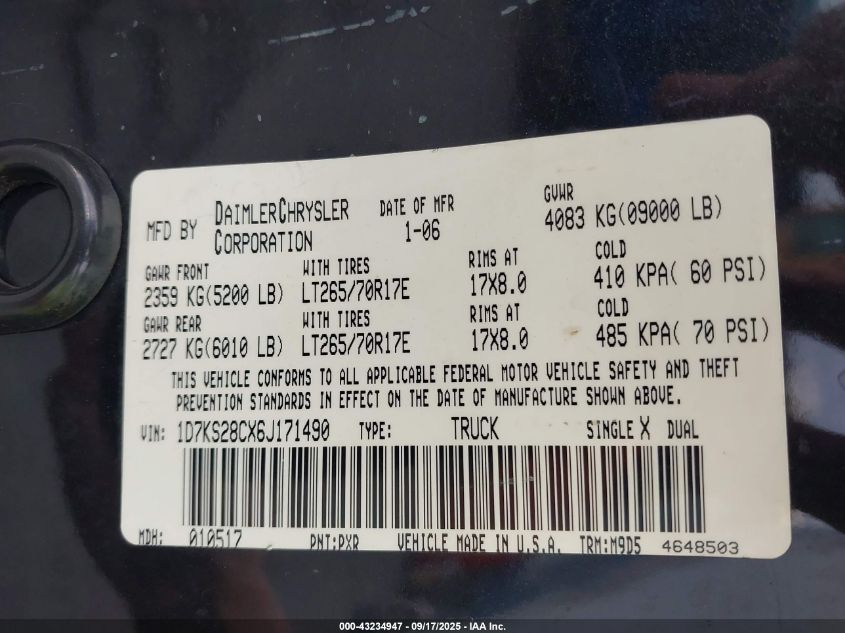 MFD BY DAIMLERCHRYSLER CORPORATION DATE OF MFR 1-06 GVWR 4083 KG(09000 LB)
GAWR FRONT WITH TIRES RIMS AT COLD
2359 KG(5200 LB) LT265/70R17E 17X8.0 410 KPA( 60 PSI)
GAWR REAR WITH TIRES RIMS AT COLD
2727 KG(6010 LB) LT265/70R17E 17X8.0 485 KPA( 70 PSI)
THIS VEHICLE CONFORMS TO ALL APPLICABLE FEDERAL MOTOR VEHICLE SAFETY AND THEFT
PREVENTION STANDARDS IN EFFECT ON THE DATE OF MANUFACTURE SHOWN ABOVE.
VIN: 1D7KS28CX6J171490 TYPE: TRUCK SINGLE X DUAL
MDH: 010517 PNT:PXR VEHICLE MADE IN U.S.A. TRM:M9D5 4648503
000-43234947 - 09/17/2025 - IAA Inc.